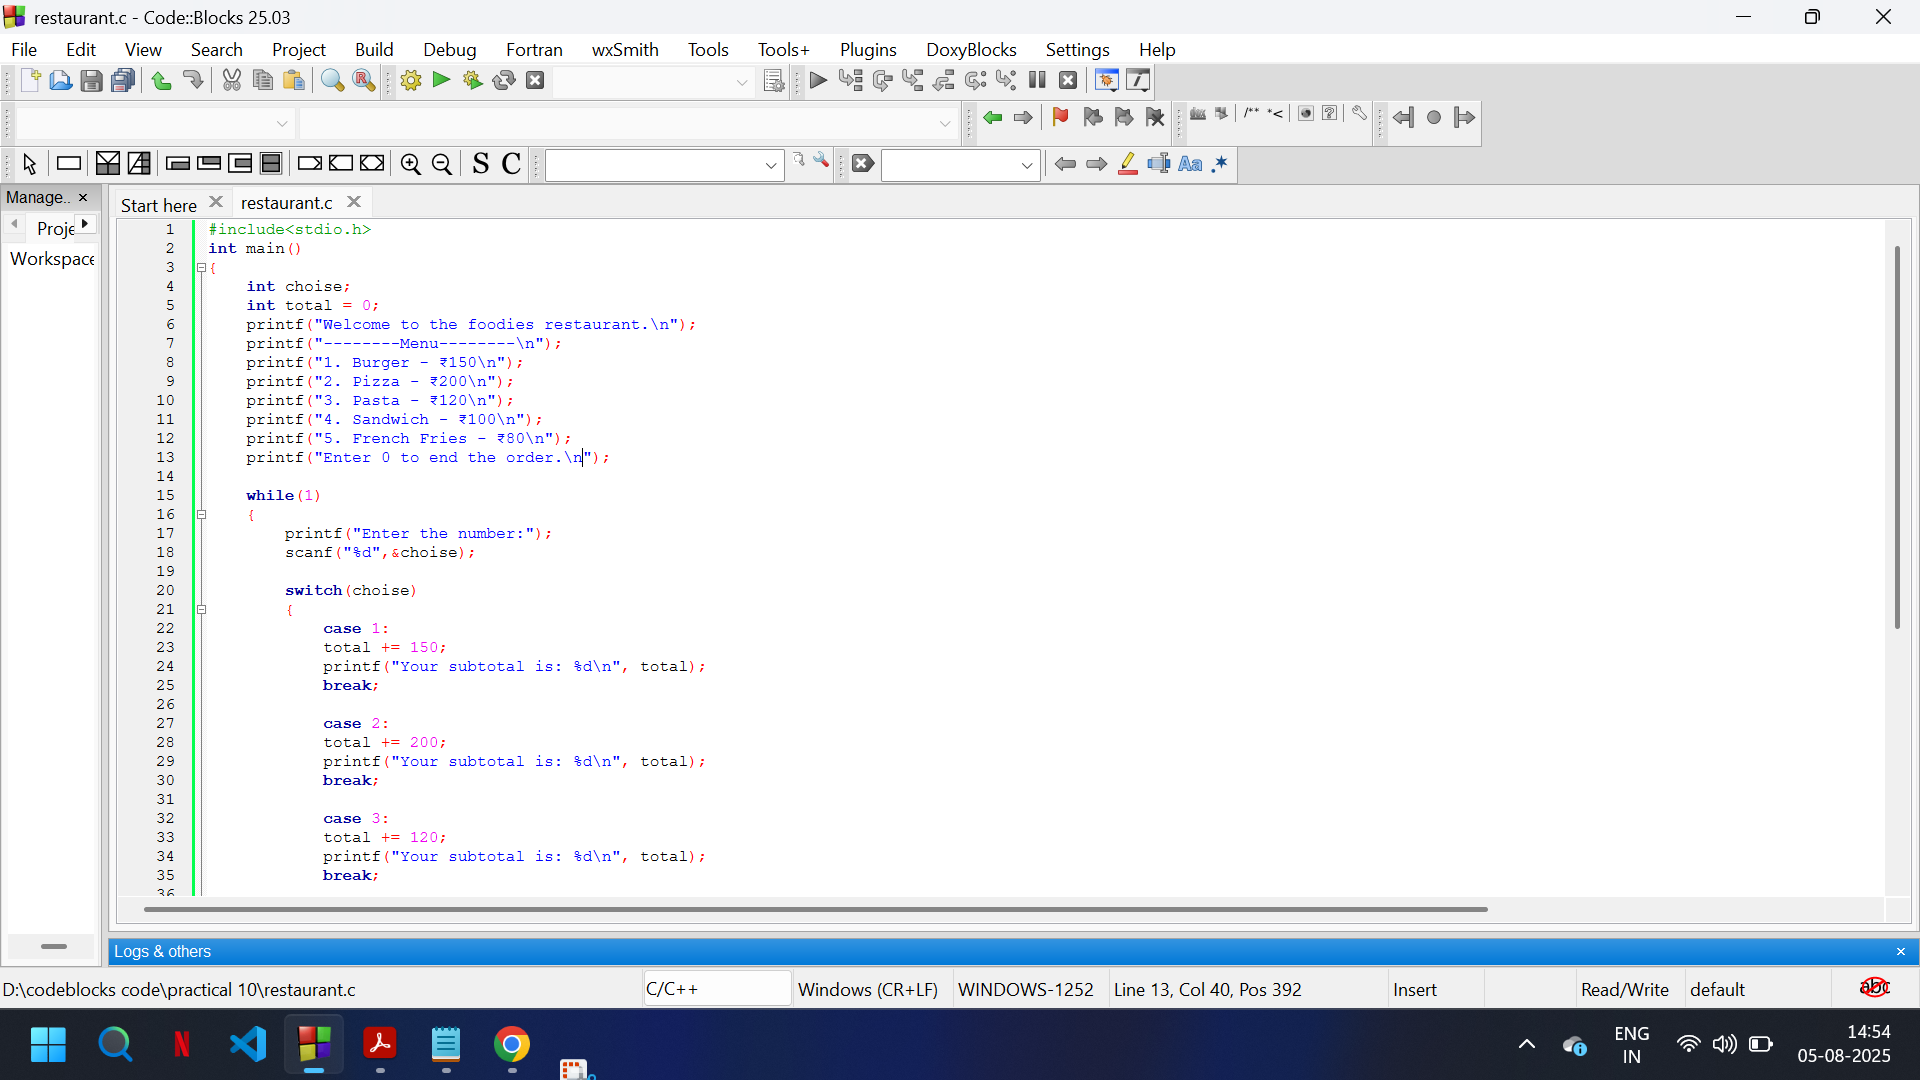 restaurant.c - Code::Blocks 25.03
File Edit View Search Project Build Debug Fortran wxSmith Tools Tools+ Plugins DoxyBlocks Settings Help
/** *<
S C
Aa .*
Manage..
Start here restaurant.c
Proje
Workspace
1 #include<stdio.h>
2 int main()
3 {
4 int choise;
5 int total = 0;
6 printf("Welcome to the foodies restaurant.\n");
7 printf("--------Menu--------\n");
8 printf("1. Burger - ₹150\n");
9 printf("2. Pizza - ₹200\n");
10 printf("3. Pasta - ₹120\n");
11 printf("4. Sandwich - ₹100\n");
12 printf("5. French Fries - ₹80\n");
13 printf("Enter 0 to end the order.\n");
14
15 while(1)
16 {
17 printf("Enter the number:");
18 scanf("%d",&choise);
19
20 switch(choise)
21 {
22 case 1:
23 total += 150;
24 printf("Your subtotal is: %d\n", total);
25 break;
26
27 case 2:
28 total += 200;
29 printf("Your subtotal is: %d\n", total);
30 break;
31
32 case 3:
33 total += 120;
34 printf("Your subtotal is: %d\n", total);
35 break;
36
Logs & others
D:\codeblocks code\practical 10\restaurant.c C/C++ Windows (CR+LF) WINDOWS-1252 Line 13, Col 40, Pos 392 Insert Read/Write default abc
ENG
IN
14:54
05-08-2025